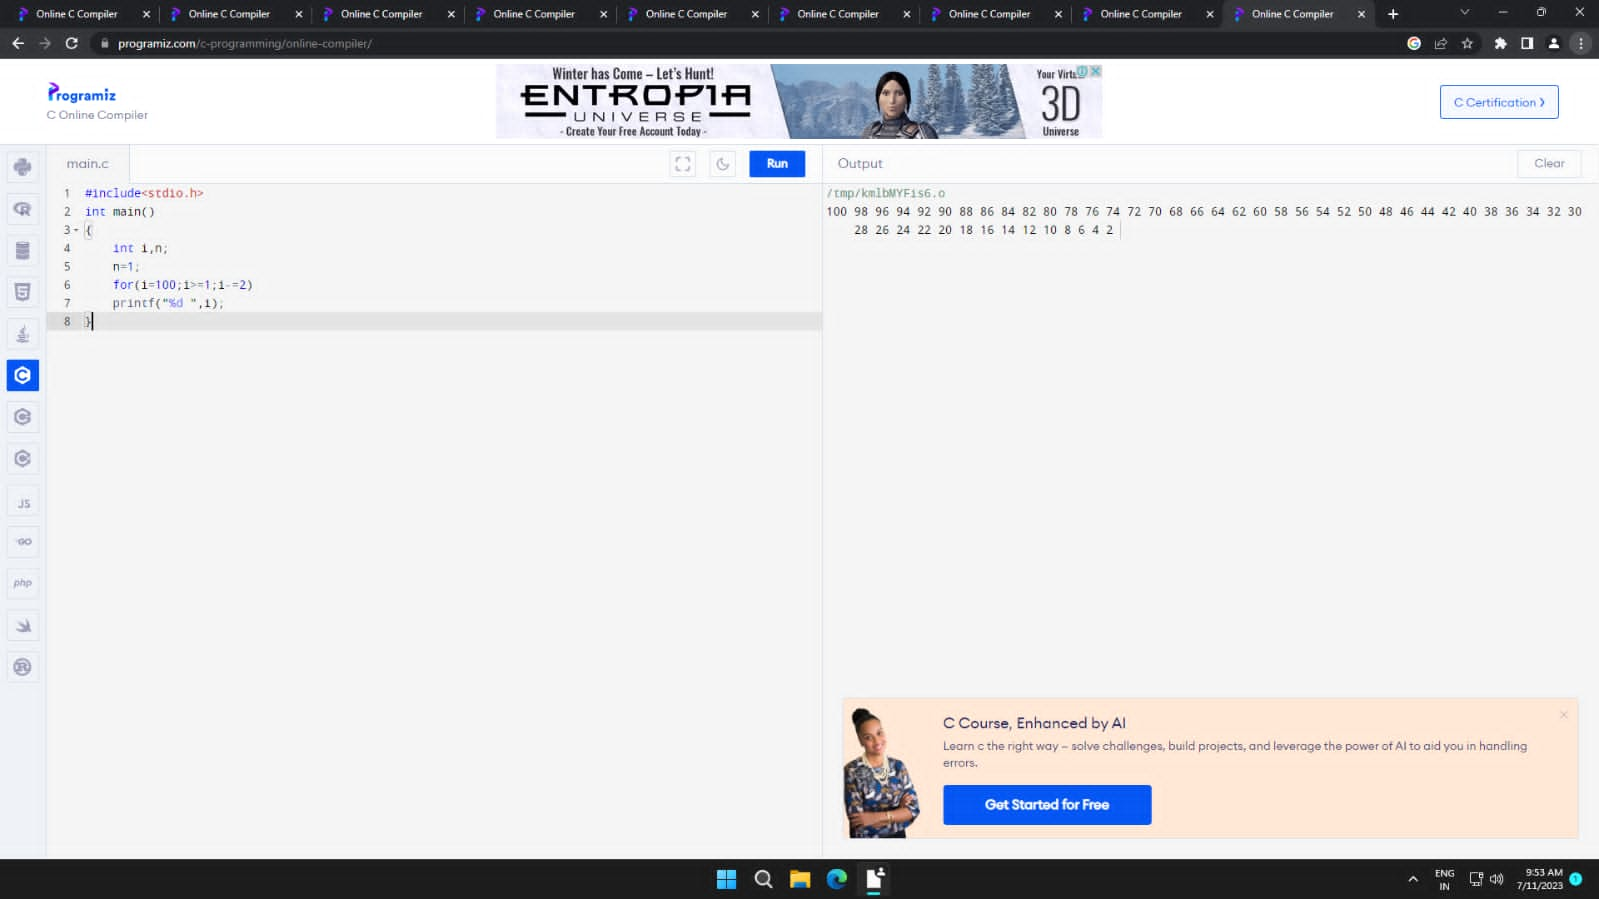 Online C Compiler
Online C Compiler
Online C Compiler
Online C Compiler
Online C Compiler
Online C Compiler
Online C Compiler
Online C Compiler
Online C Compiler
programiz.com/c-programming/online-compiler/
Programiz
C Online Compiler
Winter has Come – Let's Hunt!
ENTROPIA
UNIVERSE
- Create Your Free Account Today -
Your Virtual
3D
Universe
C Certification >
main.c
Run
Output
Clear
1 #include<stdio.h>
2 int main()
3 {
4 int i,n;
5 n=1;
6 for(i=100;i>=1;i-=2)
7 printf("%d ",i);
8 }
/tmp/kmlbMYFis6.o
100 98 96 94 92 90 88 86 84 82 80 78 76 74 72 70 68 66 64 62 60 58 56 54 52 50 48 46 44 42 40 38 36 34 32 30
28 26 24 22 20 18 16 14 12 10 8 6 4 2
JS
GO
php
C Course, Enhanced by AI
Learn c the right way – solve challenges, build projects, and leverage the power of AI to aid you in handling
errors.
Get Started for Free
ENG
IN
9:53 AM
7/11/2023
1